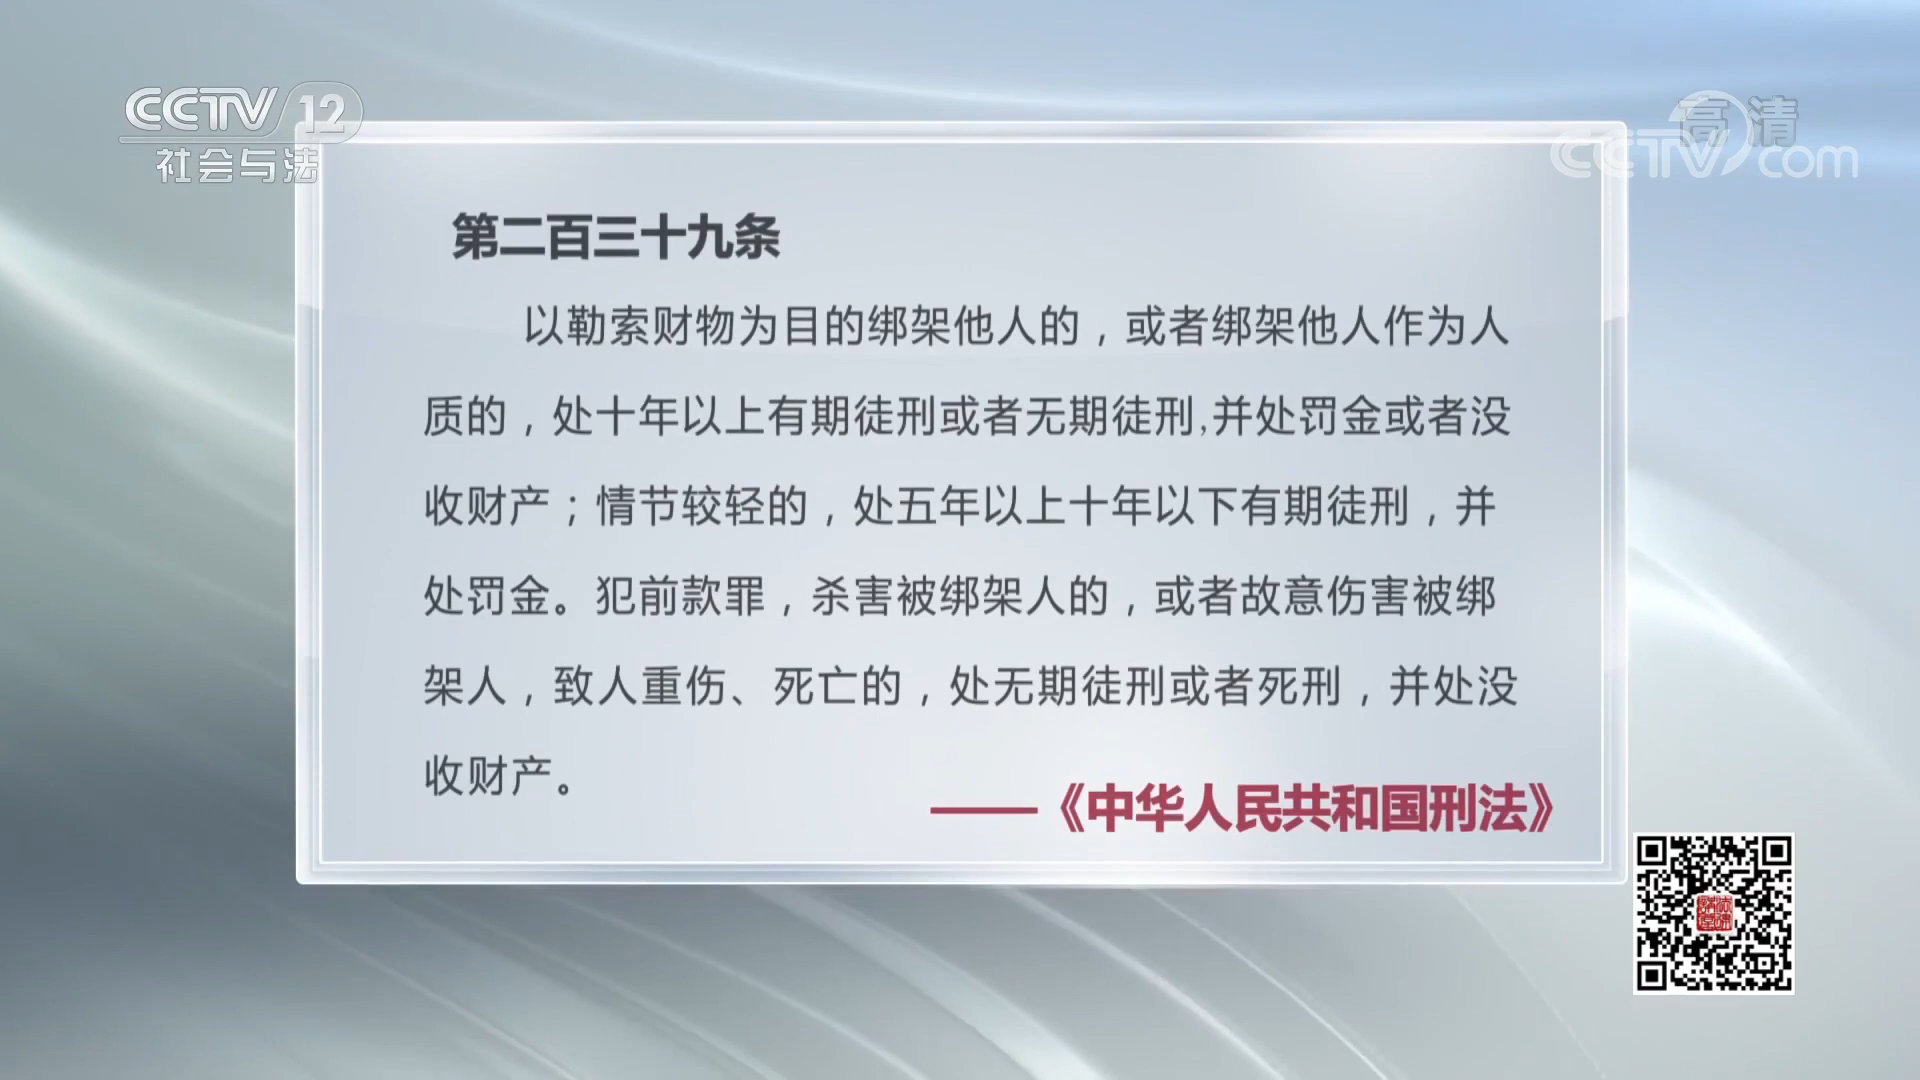 CCTV 12
社会与法
高清
CCTV.com
第二百三十九条
以勒索财物为目的绑架他人的，或者绑架他人作为人
质的，处十年以上有期徒刑或者无期徒刑,并处罚金或者没
收财产；情节较轻的，处五年以上十年以下有期徒刑，并
处罚金。犯前款罪，杀害被绑架人的，或者故意伤害被绑
架人，致人重伤、死亡的，处无期徒刑或者死刑，并处没
收财产。
——《中华人民共和国刑法》